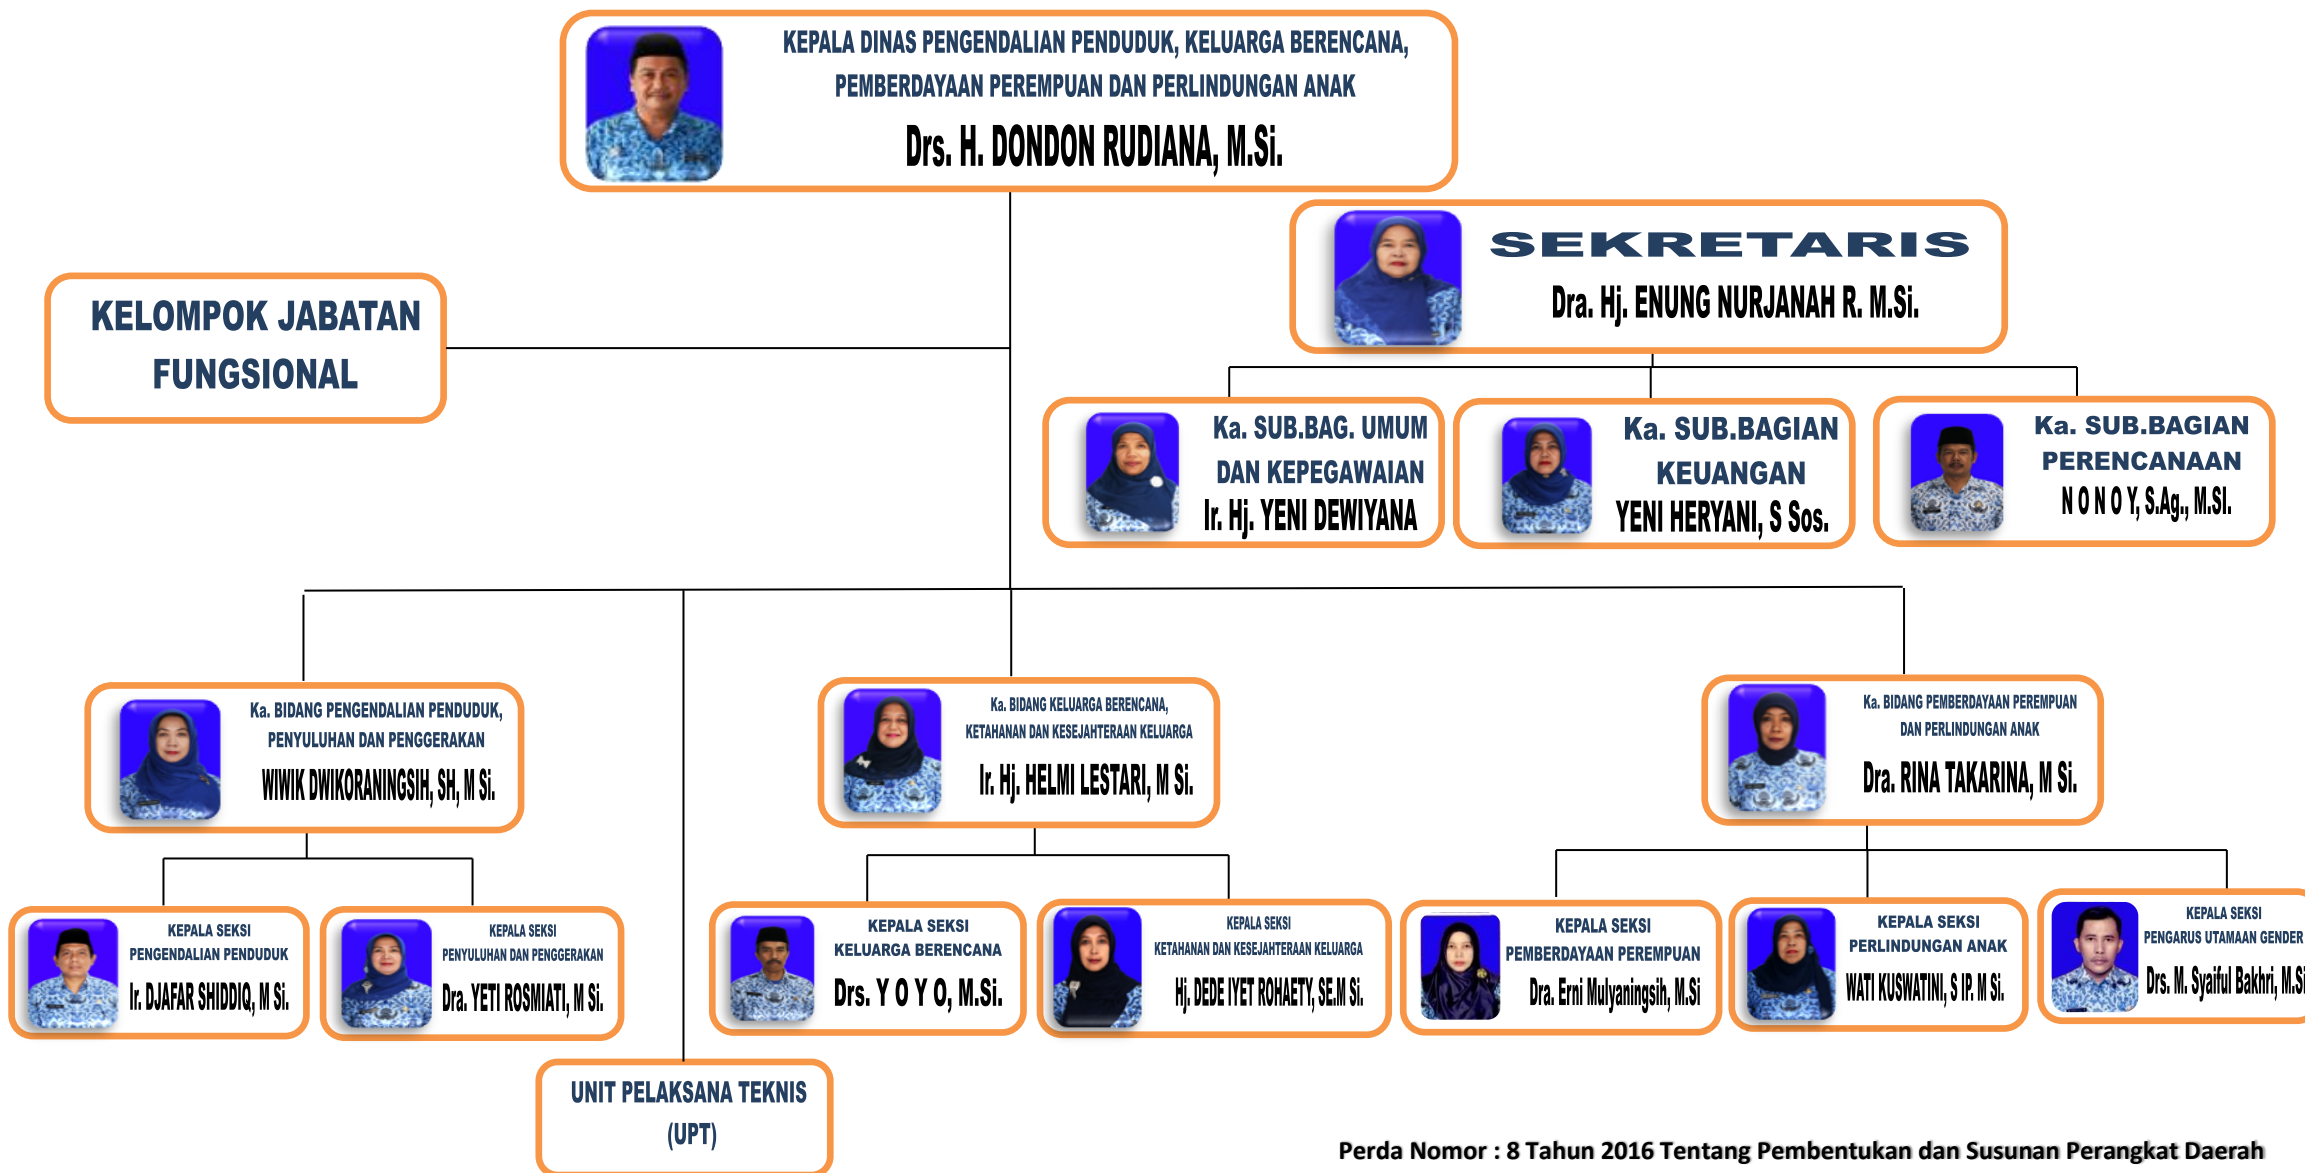 KEPALA DINAS PENGENDALIAN PENDUDUK, KELUARGA BERENCANA,
PEMBERDAYAAN PEREMPUAN DAN PERLINDUNGAN ANAK
Drs. H. DONDON RUDIANA, M.Si.
SEKRETARIS
Dra. Hj. ENUNG NURJANAH R. M.Si.
KELOMPOK JABATAN
FUNGSIONAL
Ka. SUB.BAG. UMUM
DAN KEPEGAWAIAN
Ir. Hj. YENI DEWIYANA
Ka. SUB.BAGIAN
KEUANGAN
YENI HERYANI, S Sos.
Ka. SUB.BAGIAN
PERENCANAAN
N O N O Y, S.Ag., M.SI.
Ka. BIDANG PENGENDALIAN PENDUDUK,
PENYULUHAN DAN PENGGERAKAN
WIWIK DWIKORANINGSIH, SH, M Si.
Ka. BIDANG KELUARGA BERENCANA,
KETAHANAN DAN KESEJAHTERAAN KELUARGA
Ir. Hj. HELMI LESTARI, M Si.
Ka. BIDANG PEMBERDAYAAN PEREMPUAN
DAN PERLINDUNGAN ANAK
Dra. RINA TAKARINA, M Si.
KEPALA SEKSI
PENGENDALIAN PENDUDUK
Ir. DJAFAR SHIDDIQ, M Si.
KEPALA SEKSI
PENYULUHAN DAN PENGGERAKAN
Dra. YETI ROSMIATI, M Si.
KEPALA SEKSI
KELUARGA BERENCANA
Drs. Y O Y O, M.Si.
KEPALA SEKSI
KETAHANAN DAN KESEJAHTERAAN KELUARGA
Hj. DEDE IYET ROHAETY, SE.M Si.
KEPALA SEKSI
PEMBERDAYAAN PEREMPUAN
Dra. Erni Mulyaningsih, M.Si
KEPALA SEKSI
PERLINDUNGAN ANAK
WATI KUSWATINI, S IP. M Si.
KEPALA SEKSI
PENGARUS UTAMAAN GENDER
Drs. M. Syaiful Bakhri, M.Si
UNIT PELAKSANA TEKNIS
(UPT)
Perda Nomor : 8 Tahun 2016 Tentang Pembentukan dan Susunan Perangkat Daerah